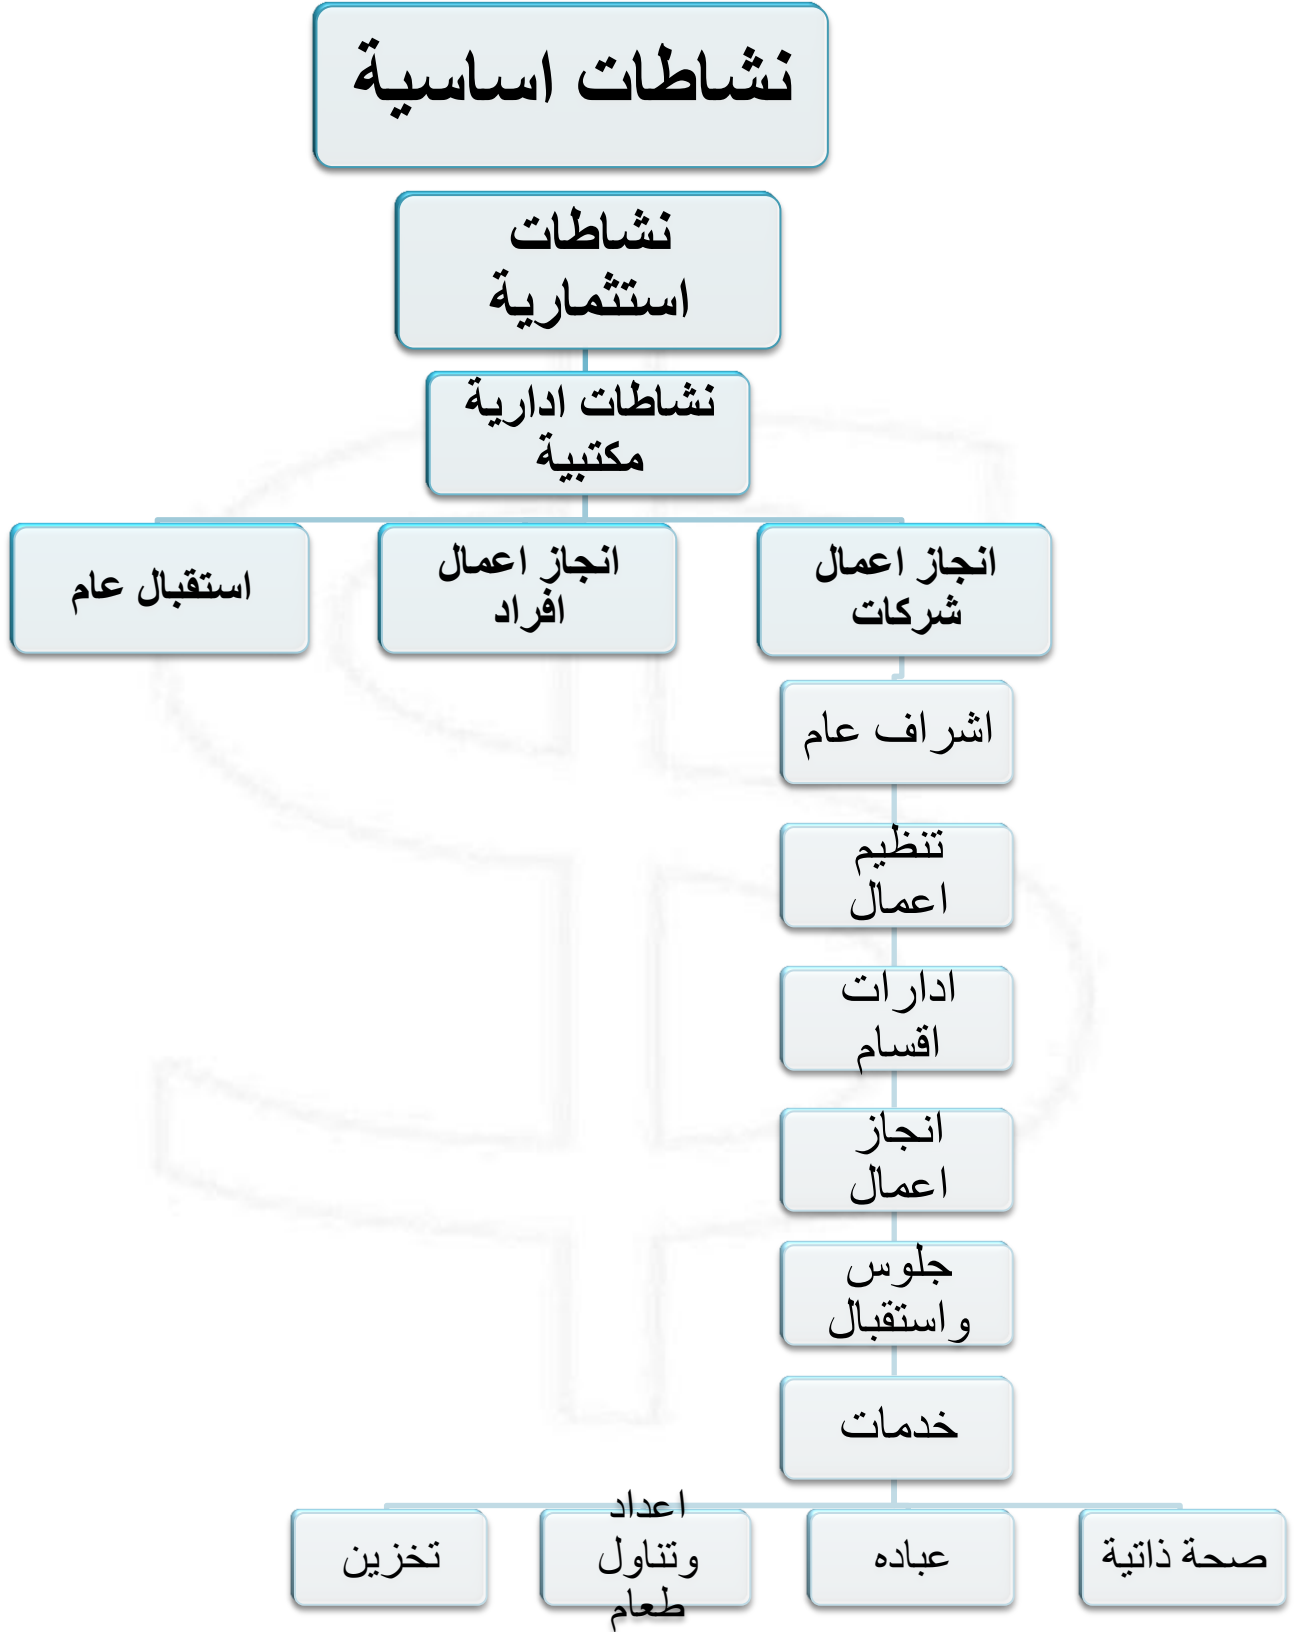 نشاطات اساسية
نشاطات
استثمارية
نشاطات ادارية
مكتبية
انجاز اعمال
شركات
انجاز اعمال
افراد
استقبال عام
اشراف عام
تنظيم
اعمال
ادارات
اقسام
انجاز
اعمال
جلوس
واستقبال
خدمات
صحة ذاتية
عباده
اعداد
وتناول
طعام
تخزين